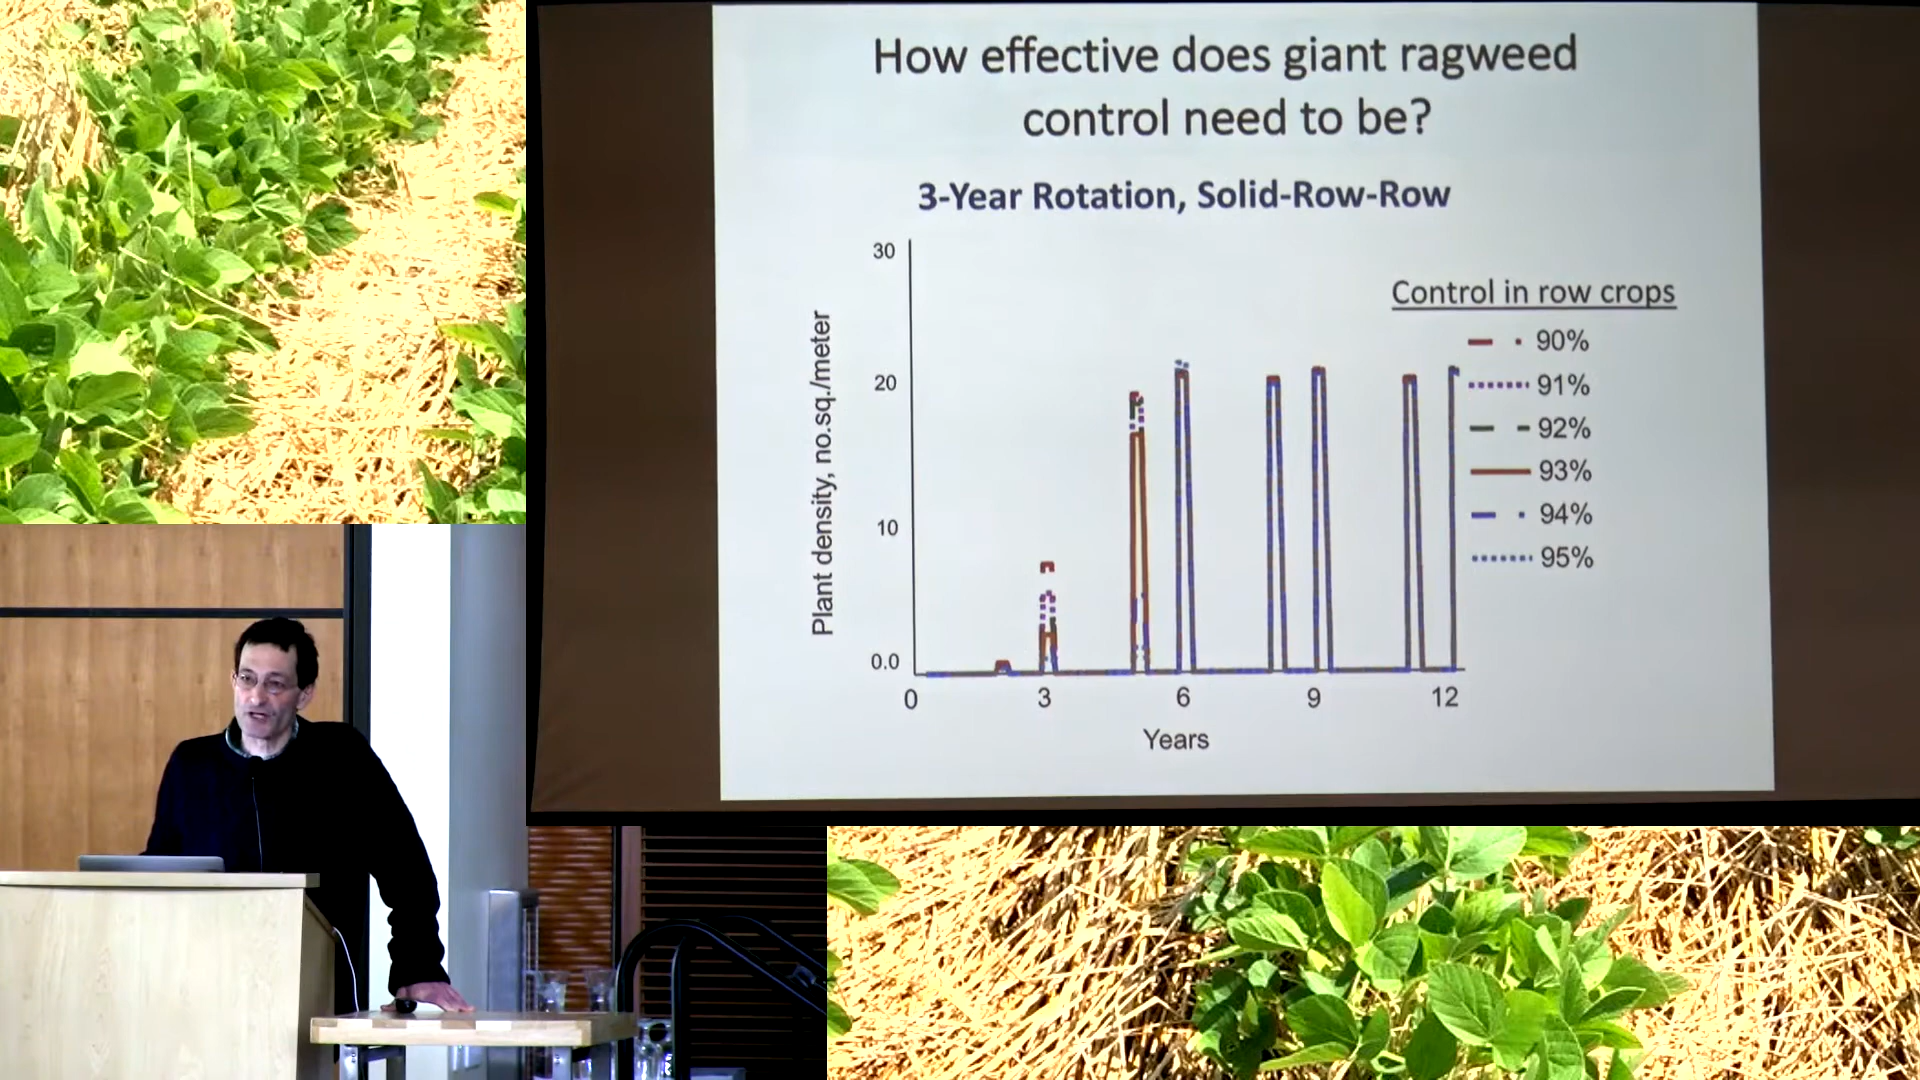 How effective does giant ragweed
control need to be?
3-Year Rotation, Solid-Row-Row
30
20
10
0.0
Plant density, no.sq./meter
0
3
6
9
12
Years
Control in row crops
90%
91%
92%
93%
94%
95%